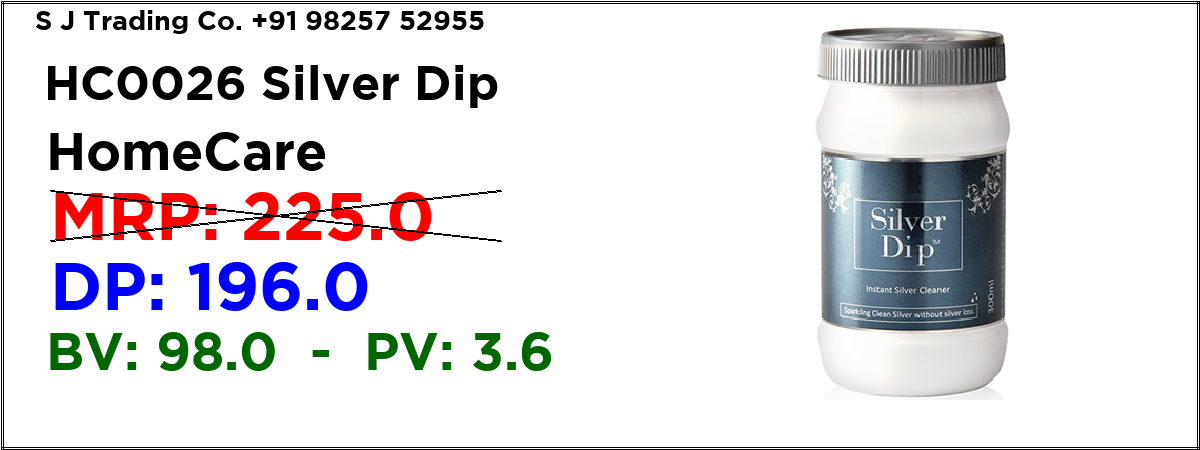 S J Trading Co. +91 98257 52955
HC0026 Silver Dip
HomeCare
MRP: 225.0
DP: 196.0
BV: 98.0 - PV: 3.6
Silver
Dip™
Instant Silver Cleaner
Sparkling Clean Silver without silver loss
300ml